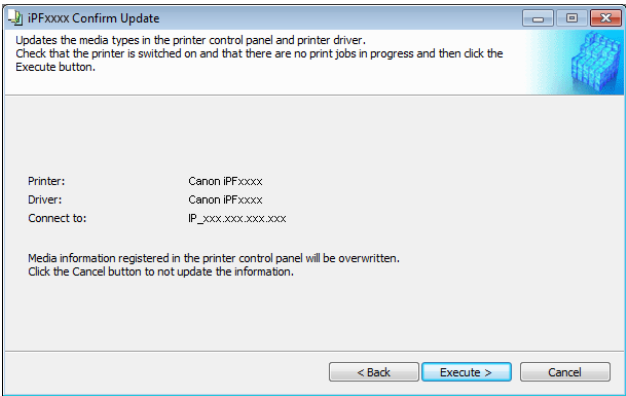 iPFxxxx Confirm Update
Updates the media types in the printer control panel and printer driver.
Check that the printer is switched on and that there are no print jobs in progress and then click the
Execute button.
Printer: Canon iPFxxxx
Driver: Canon iPFxxxx
Connect to: IP_xxx.xxx.xxx.xxx
Media information registered in the printer control panel will be overwritten.
Click the Cancel button to not update the information.
< Back Execute > Cancel